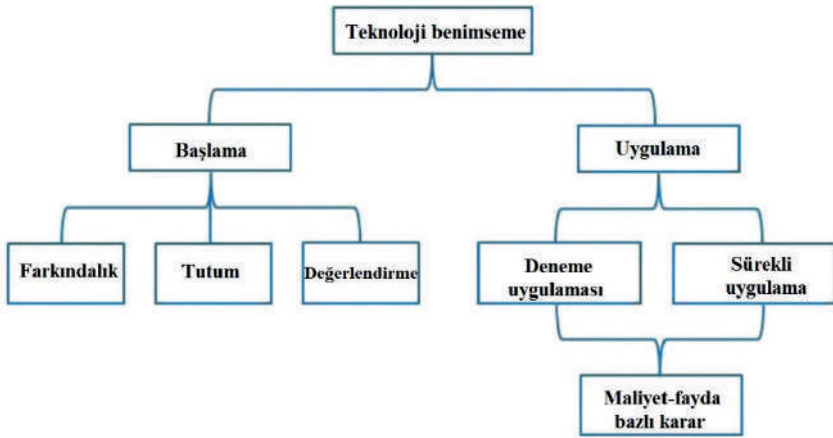 Teknoloji benimseme
Başlama
Uygulama
Farkındalık
Tutum
Değerlendirme
Deneme
uygulaması
Sürekli
uygulama
Maliyet-fayda
bazlı karar